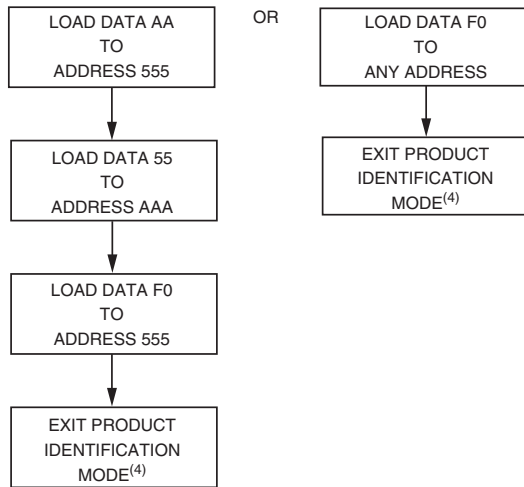 LOAD DATA AA
TO
ADDRESS 555
LOAD DATA 55
TO
ADDRESS AAA
LOAD DATA F0
TO
ADDRESS 555
EXIT PRODUCT
IDENTIFICATION
MODE(4)
OR
LOAD DATA F0
TO
ANY ADDRESS
EXIT PRODUCT
IDENTIFICATION
MODE(4)